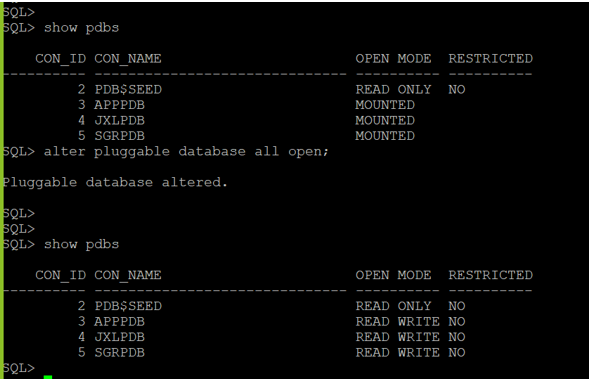 SQL>
SQL> show pdbs
CON_ID CON_NAME OPEN MODE RESTRICTED
---------- ------------------------------ ---------- ----------
2 PDB$SEED READ ONLY NO
3 APPPDB MOUNTED
4 JXLPDB MOUNTED
5 SGRPDB MOUNTED
SQL> alter pluggable database all open;
Pluggable database altered.
SQL>
SQL>
SQL> show pdbs
CON_ID CON_NAME OPEN MODE RESTRICTED
---------- ------------------------------ ---------- ----------
2 PDB$SEED READ ONLY NO
3 APPPDB READ WRITE NO
4 JXLPDB READ WRITE NO
5 SGRPDB READ WRITE NO
SQL>